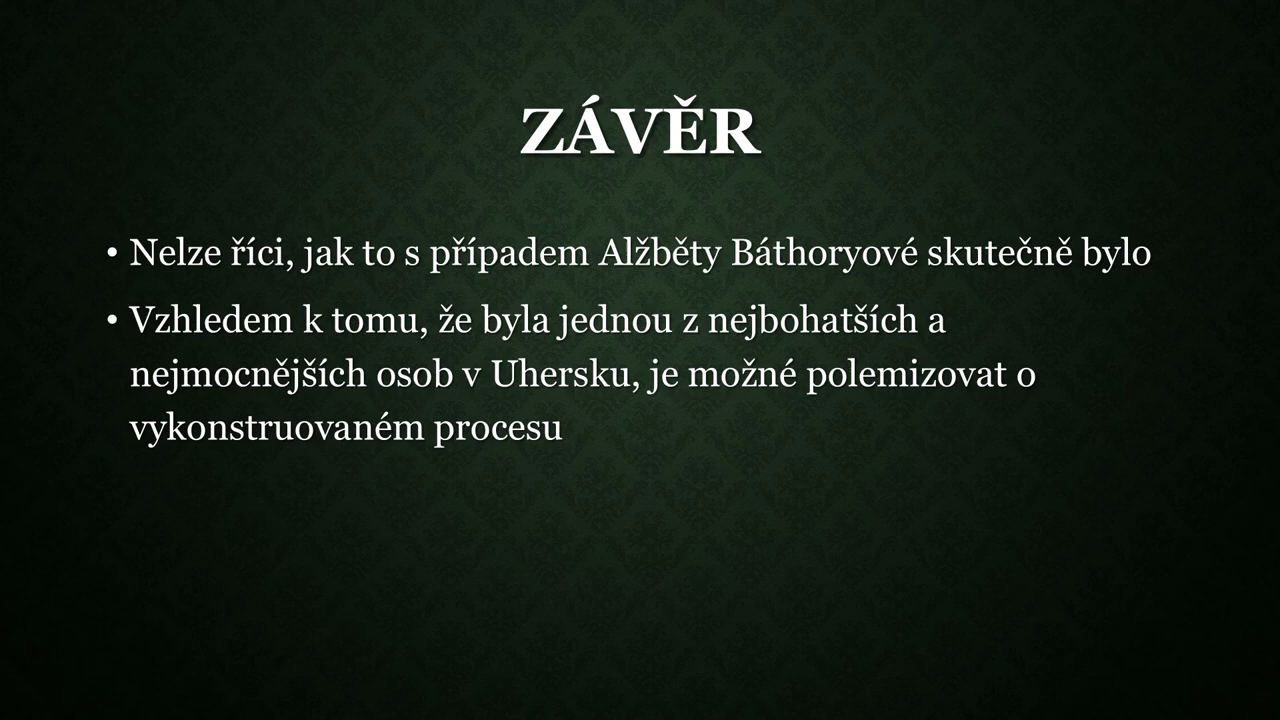 ZÁVĚR
• Nelze říci, jak to s případem Alžběty Báthoryové skutečně bylo
• Vzhledem k tomu, že byla jednou z nejbohatších a
nejmocnějších osob v Uhersku, je možné polemizovat o
vykonstruovaném procesu